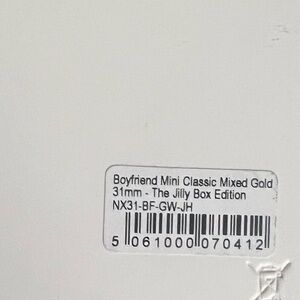 Boyfriend Mini Classic Mixed Gold
31mm - The Jilly Box Edition
NX31-BF-GW-JH
5 061000 070412